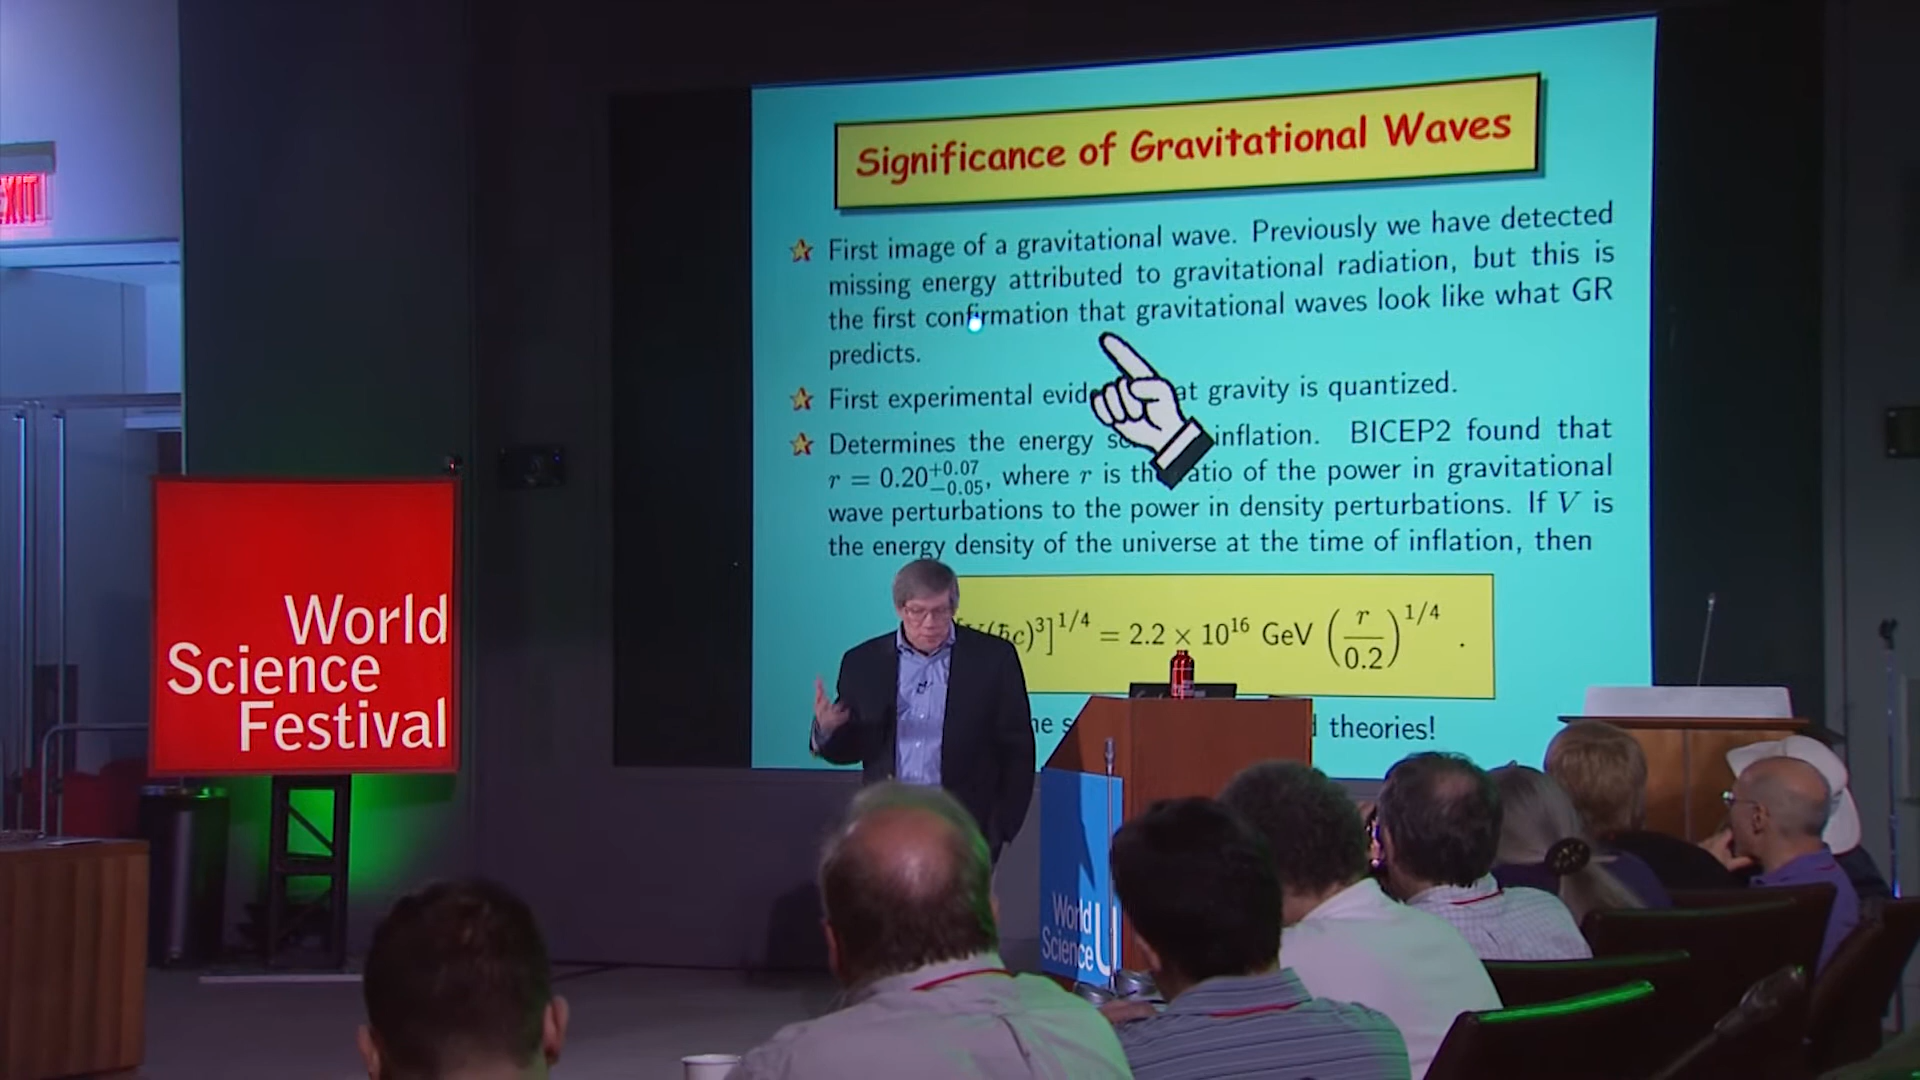 EXIT
Significance of Gravitational Waves
First image of a gravitational wave. Previously we have detected
missing energy attributed to gravitational radiation, but this is
the first confirmation that gravitational waves look like what GR
predicts.
First experimental at gravity is quantized.
Determines the energy inflation. BICEP2 found that
r = 0.20+0.07−0.05, where r is the ratio of the power in gravitational
wave perturbations to the power in density perturbations. If V is
the energy density of the universe at the time of inflation, then
(ħc)³]1/4 = 2.2 × 10¹⁶ GeV (r/0.2)1/4 .
theories!
World
Science
Festival
World
Science
U